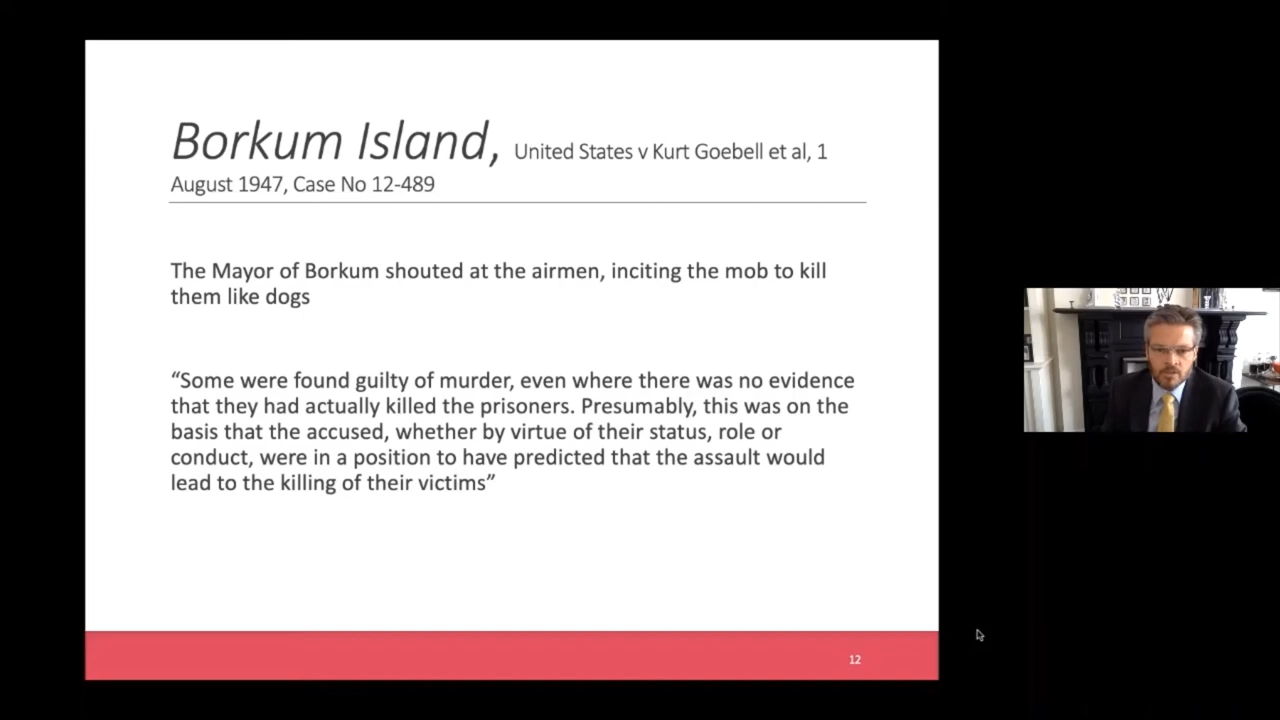 Borkum Island, United States v Kurt Goebell et al, 1
August 1947, Case No 12-489
The Mayor of Borkum shouted at the airmen, inciting the mob to kill
them like dogs
“Some were found guilty of murder, even where there was no evidence
that they had actually killed the prisoners. Presumably, this was on the
basis that the accused, whether by virtue of their status, role or
conduct, were in a position to have predicted that the assault would
lead to the killing of their victims”
12